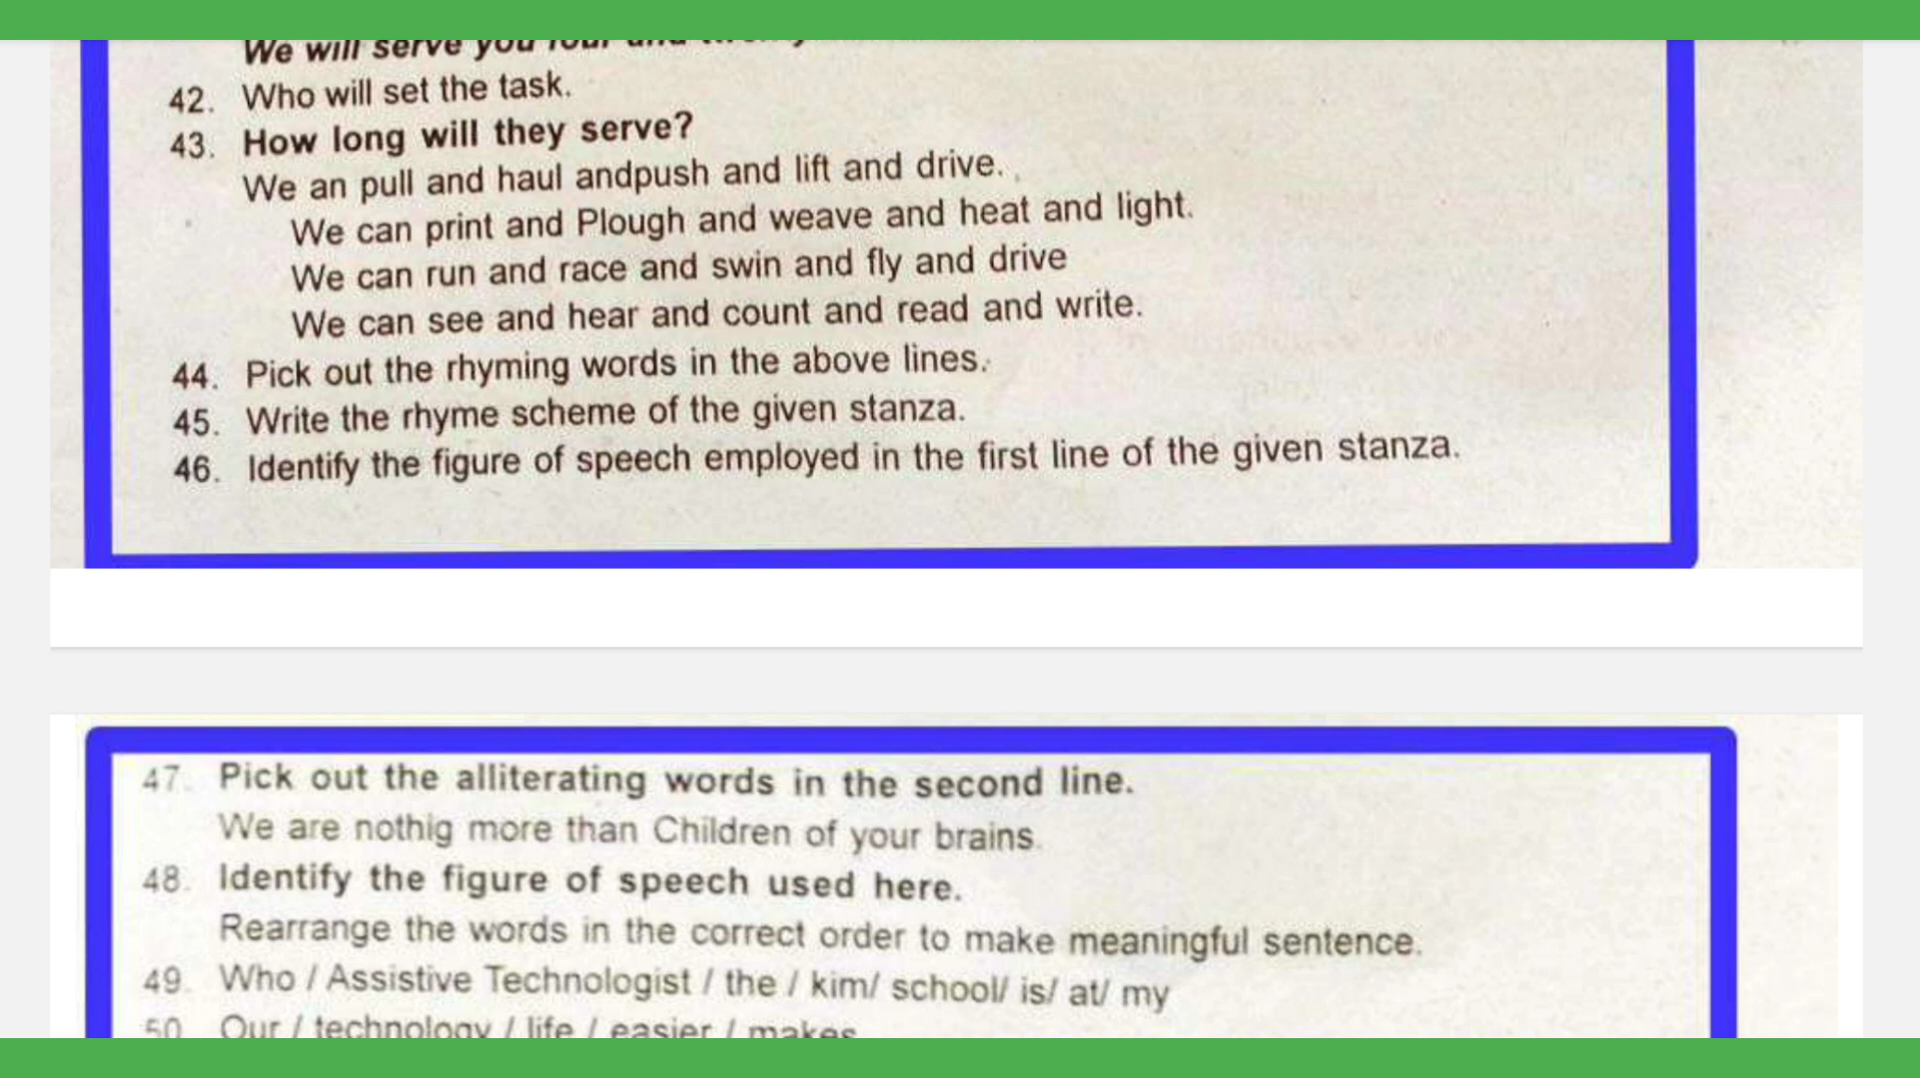 We will serve you four and
42. Who will set the task.
43. How long will they serve?
We an pull and haul andpush and lift and drive.
We can print and Plough and weave and heat and light.
We can run and race and swin and fly and drive
We can see and hear and count and read and write.
44. Pick out the rhyming words in the above lines.
45. Write the rhyme scheme of the given stanza.
46. Identify the figure of speech employed in the first line of the given stanza.
47. Pick out the alliterating words in the second line.
We are nothig more than Children of your brains.
48. Identify the figure of speech used here.
Rearrange the words in the correct order to make meaningful sentence.
49. Who / Assistive Technologist / the / kim/ school/ is/ at/ my
50. Our / technology / life / easier / makes